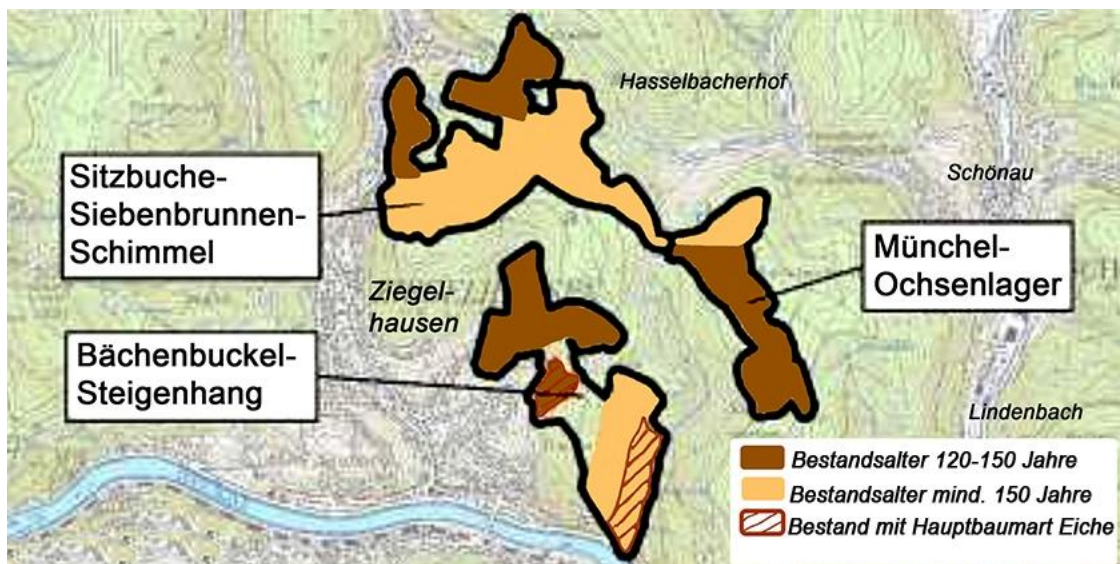 Hasselbacherhof
Sitzbuche-
Siebenbrunnen-
Schimmel
Schönau
Münchel-
Ochsenlager
Ziegel-
hausen
Bächenbuckel-
Steigenhang
Lindenbach
Bestandsalter 120-150 Jahre
Bestandsalter mind. 150 Jahre
Bestand mit Hauptbaumart Eiche